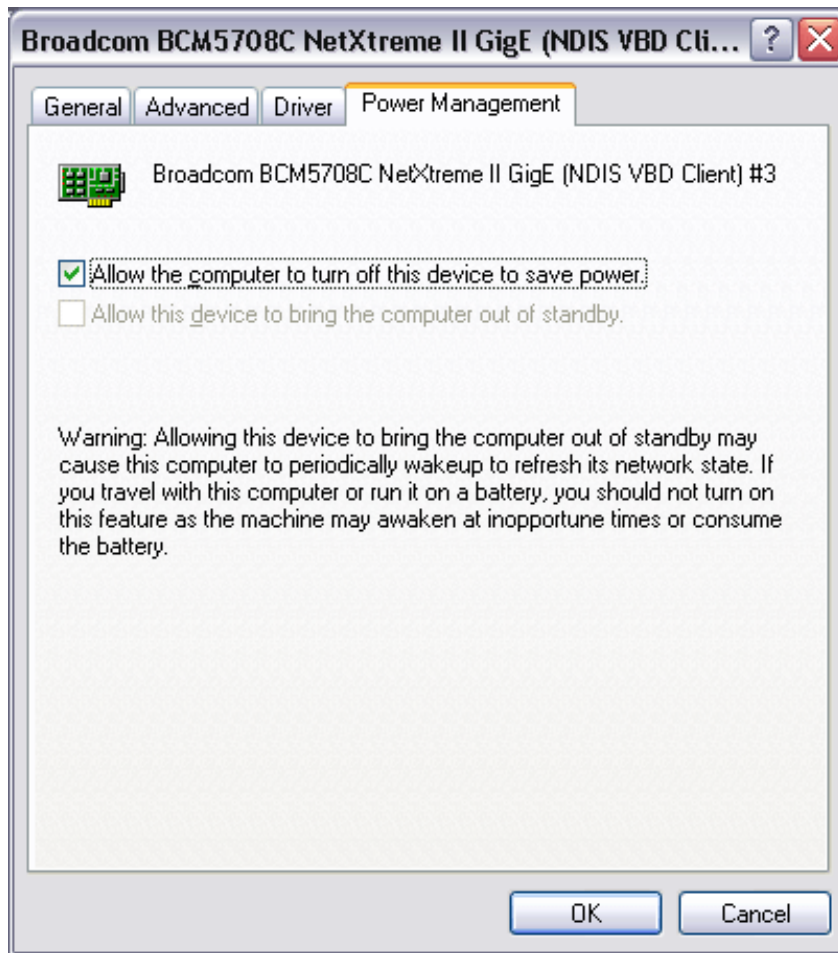 Broadcom BCM5708C NetXtreme II GigE (NDIS VBD Cli...
General Advanced Driver Power Management
Broadcom BCM5708C NetXtreme II GigE (NDIS VBD Client) #3
Allow the computer to turn off this device to save power.
Allow this device to bring the computer out of standby.
Warning: Allowing this device to bring the computer out of standby may
cause this computer to periodically wakeup to refresh its network state. If
you travel with this computer or run it on a battery, you should not turn on
this feature as the machine may awaken at inopportune times or consume
the battery.
OK Cancel